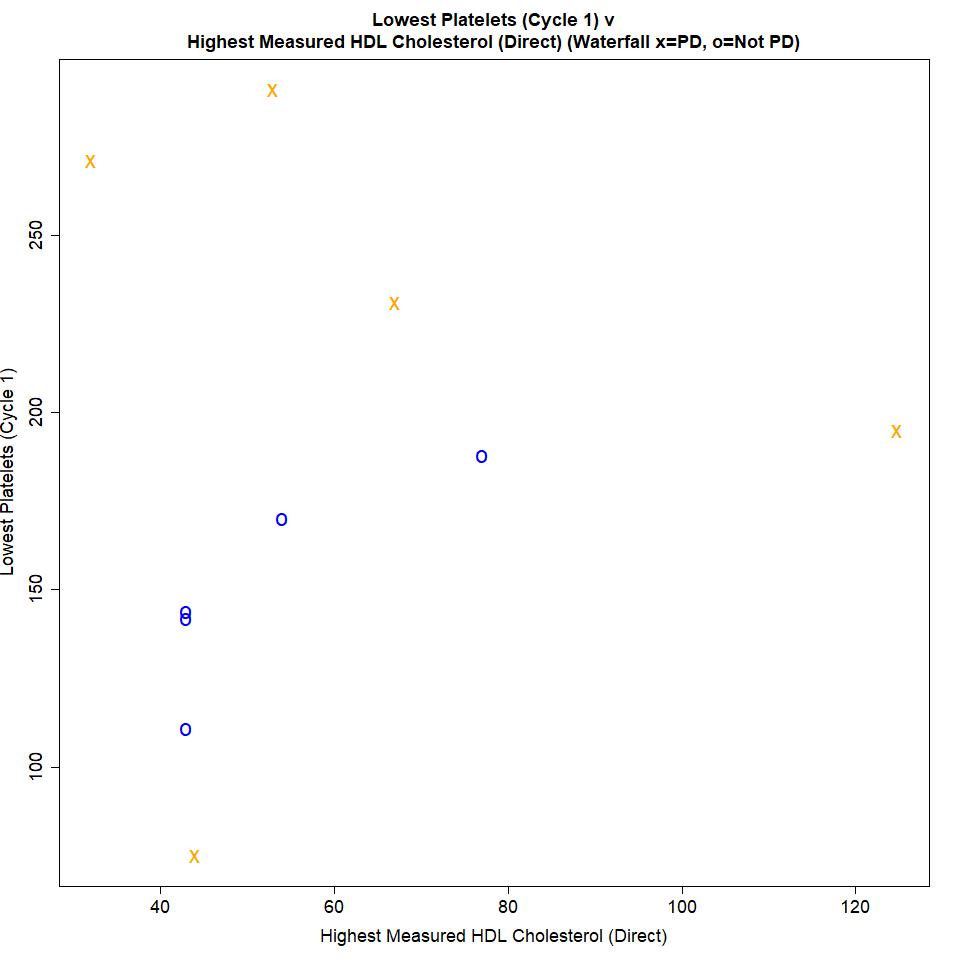 Lowest Platelets (Cycle 1) v
Highest Measured HDL Cholesterol (Direct) (Waterfall x=PD, o=Not PD)
Lowest Platelets (Cycle 1)
250
200
150
100
X
X
X
X
O
O
O
O
O
X
40 60 80 100 120
Highest Measured HDL Cholesterol (Direct)